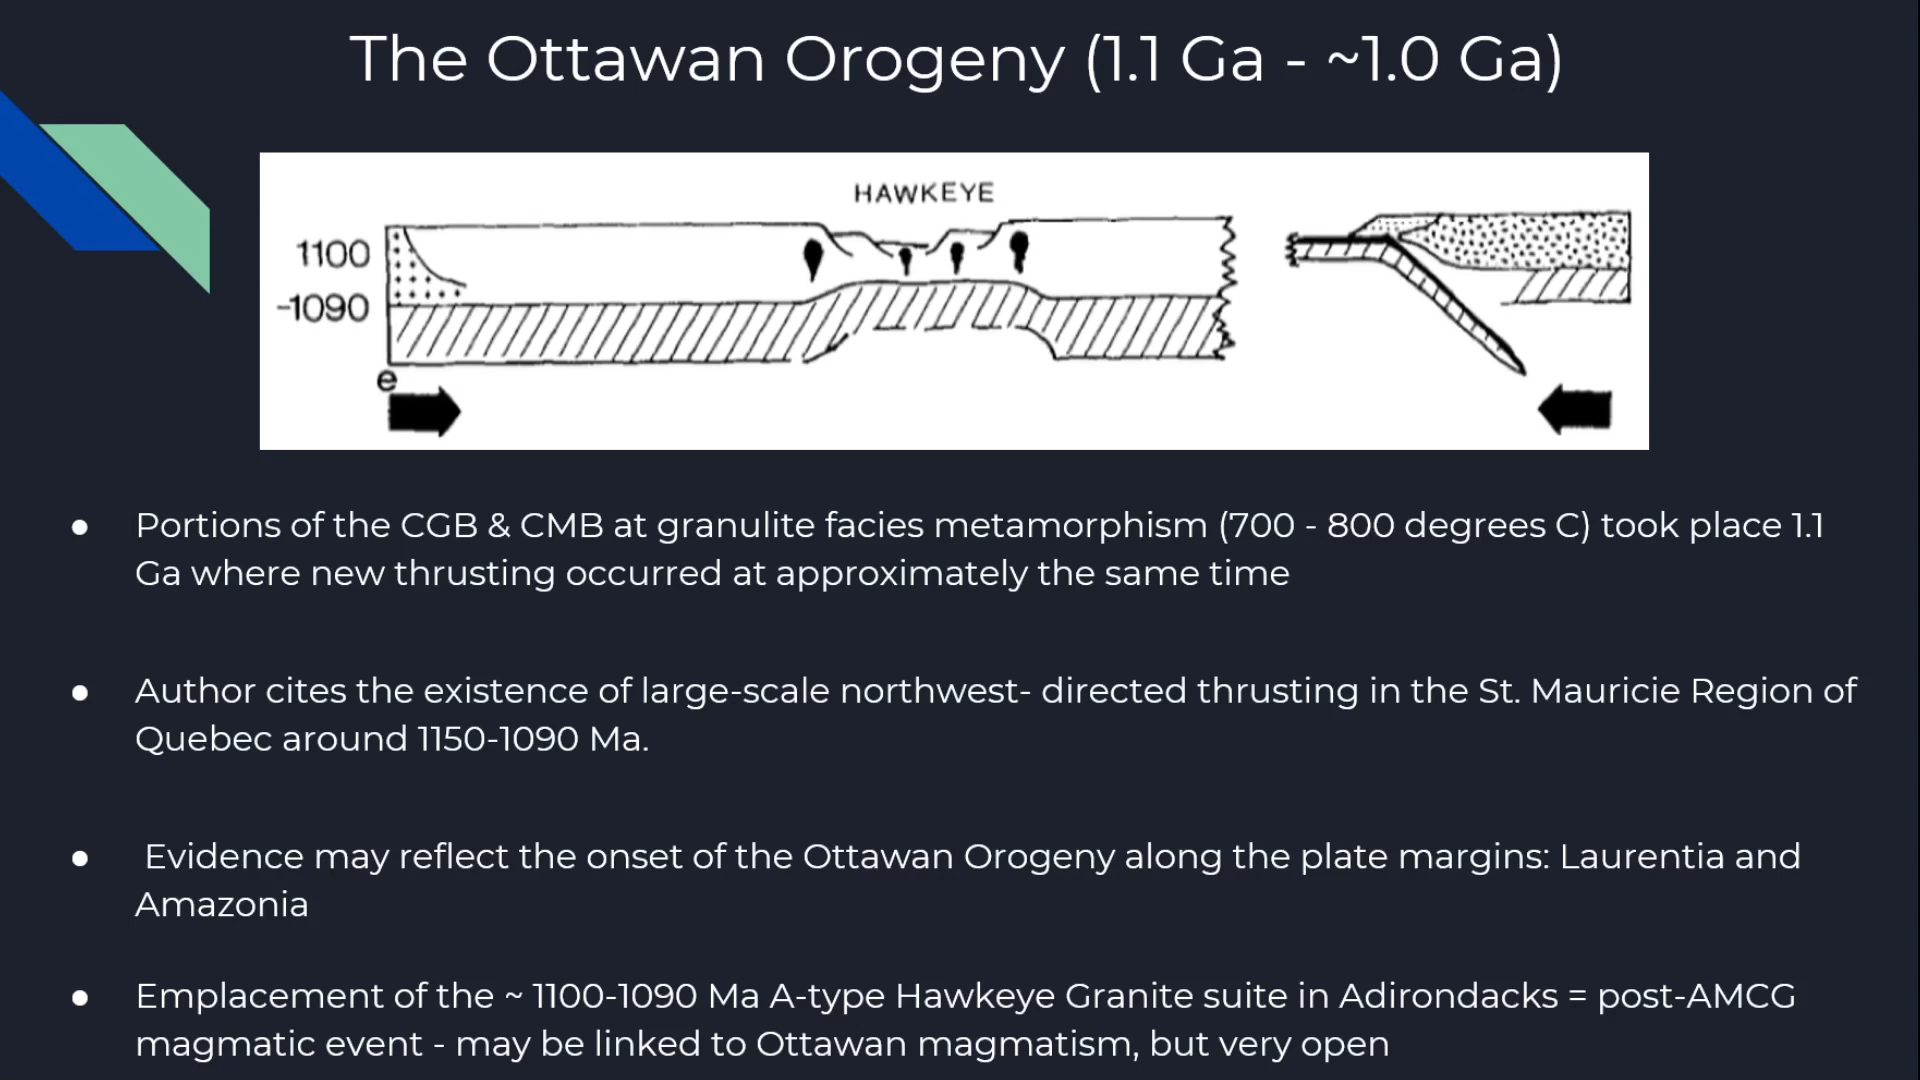 The Ottawan Orogeny (1.1 Ga - ~1.0 Ga)
HAWKEYE
1100
-1090
e
● Portions of the CGB & CMB at granulite facies metamorphism (700 - 800 degrees C) took place 1.1
Ga where new thrusting occurred at approximately the same time
● Author cites the existence of large-scale northwest- directed thrusting in the St. Mauricie Region of
Quebec around 1150-1090 Ma.
● Evidence may reflect the onset of the Ottawan Orogeny along the plate margins: Laurentia and
Amazonia
● Emplacement of the ~ 1100-1090 Ma A-type Hawkeye Granite suite in Adirondacks = post-AMCG
magmatic event - may be linked to Ottawan magmatism, but very open